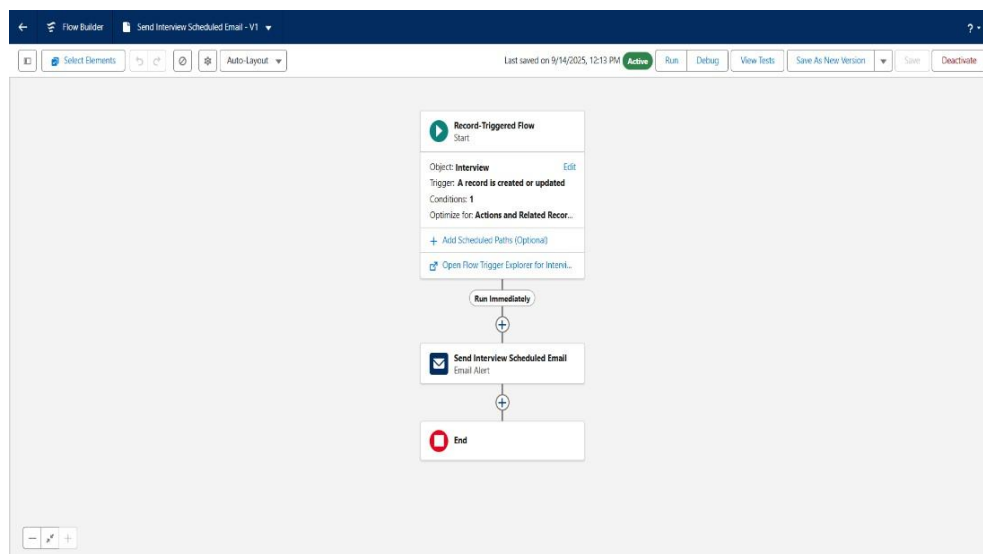 Flow Builder Send Interview Scheduled Email - V1 ?
Select Elements Auto-Layout Last saved on 9/14/2025, 12:13 PM Active Run Debug View Tests Save As New Version Save Deactivate
Record-Triggered Flow
Start
Object: Interview Edit
Trigger: A record is created or updated
Conditions: 1
Optimize for: Actions and Related Recor...
+ Add Scheduled Paths (Optional)
Open Flow Trigger Explorer for Intervi...
Run Immediately
Send Interview Scheduled Email
Email Alert
End